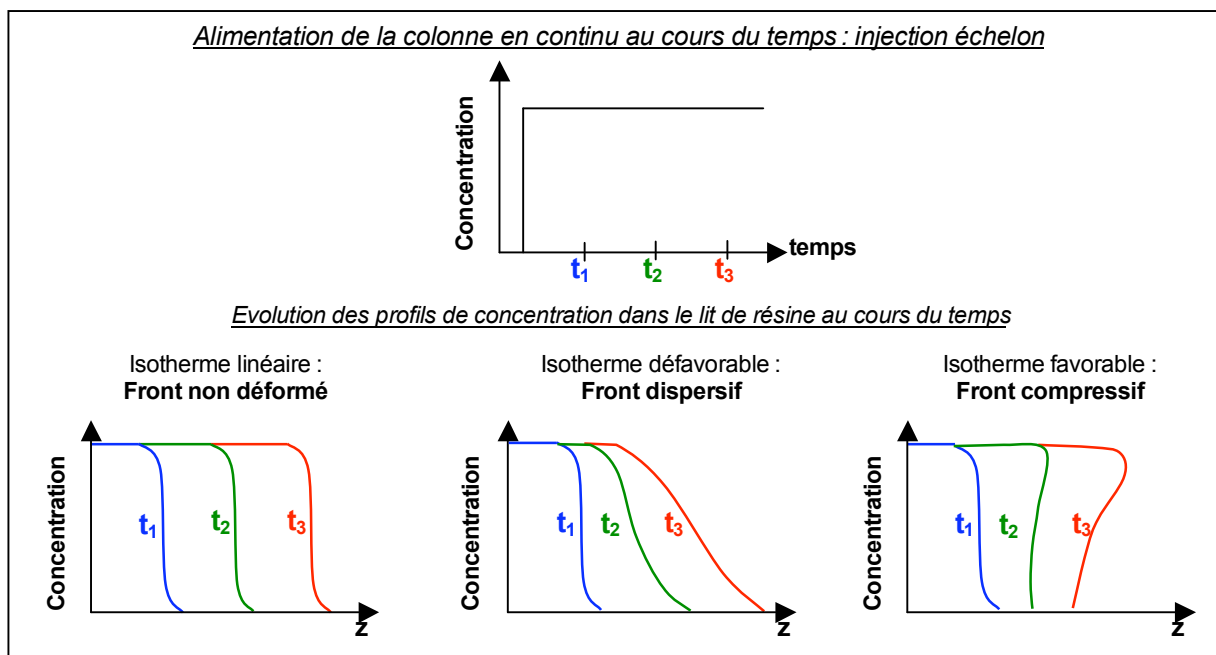 Alimentation de la colonne en continu au cours du temps : injection échelon
Concentration
temps
t1 t2 t3
Evolution des profils de concentration dans le lit de résine au cours du temps
Isotherme linéaire :
Front non déformé
Concentration
t1 t2 t3
z
Isotherme défavorable :
Front dispersif
Concentration
t1 t2 t3
z
Isotherme favorable :
Front compressif
Concentration
t1 t2 t3
z